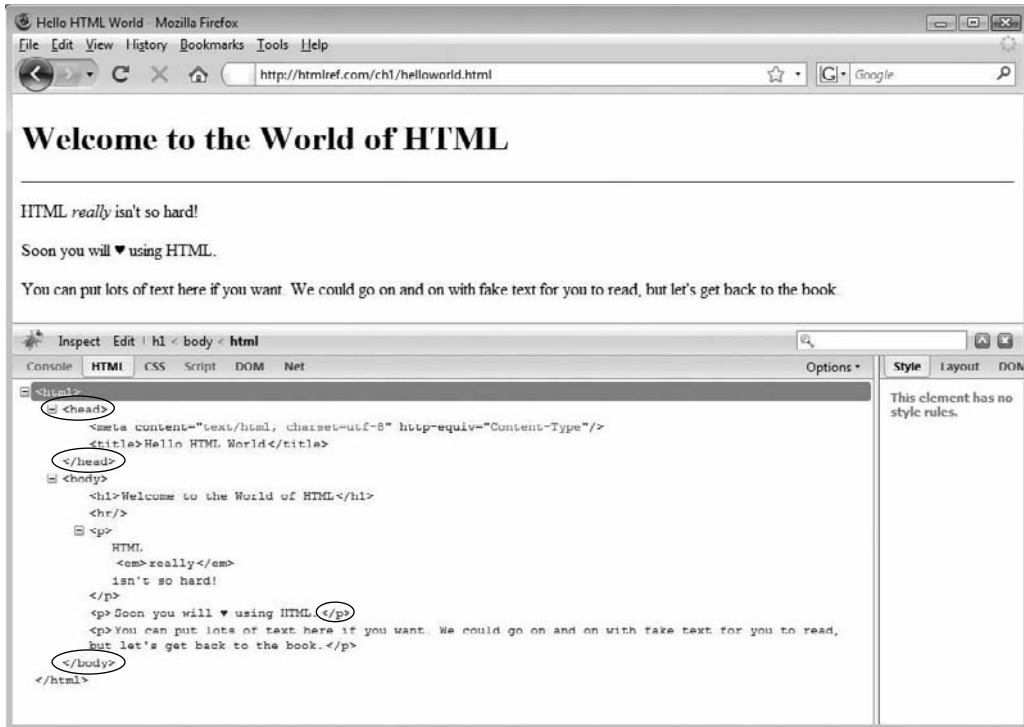 Hello HTML World - Mozilla Firefox
File Edit View History Bookmarks Tools Help
http://htmlref.com/ch1/helloworld.html
G Google
Welcome to the World of HTML
HTML really isn't so hard!
Soon you will ♥ using HTML.
You can put lots of text here if you want. We could go on and on with fake text for you to read, but let's get back to the book.
Inspect Edit | h1 < body < html
Console HTML CSS Script DOM Net Options
Style Layout DOM
<html>
<head>
<meta content="text/html, charset=utf-8" http-equiv="Content-Type"/>
<title>Hello HTML World</title>
</head>
<body>
<h1>Welcome to the World of HTML</h1>
<hr/>
<p>
HTML
<em>really</em>
isn't so hard!
</p>
<p>Soon you will ♥ using HTML.</p>
<p>You can put lots of text here if you want. We could go on and on with fake text for you to read,
but let's get back to the book.</p>
</body>
</html>
This element has no
style rules.